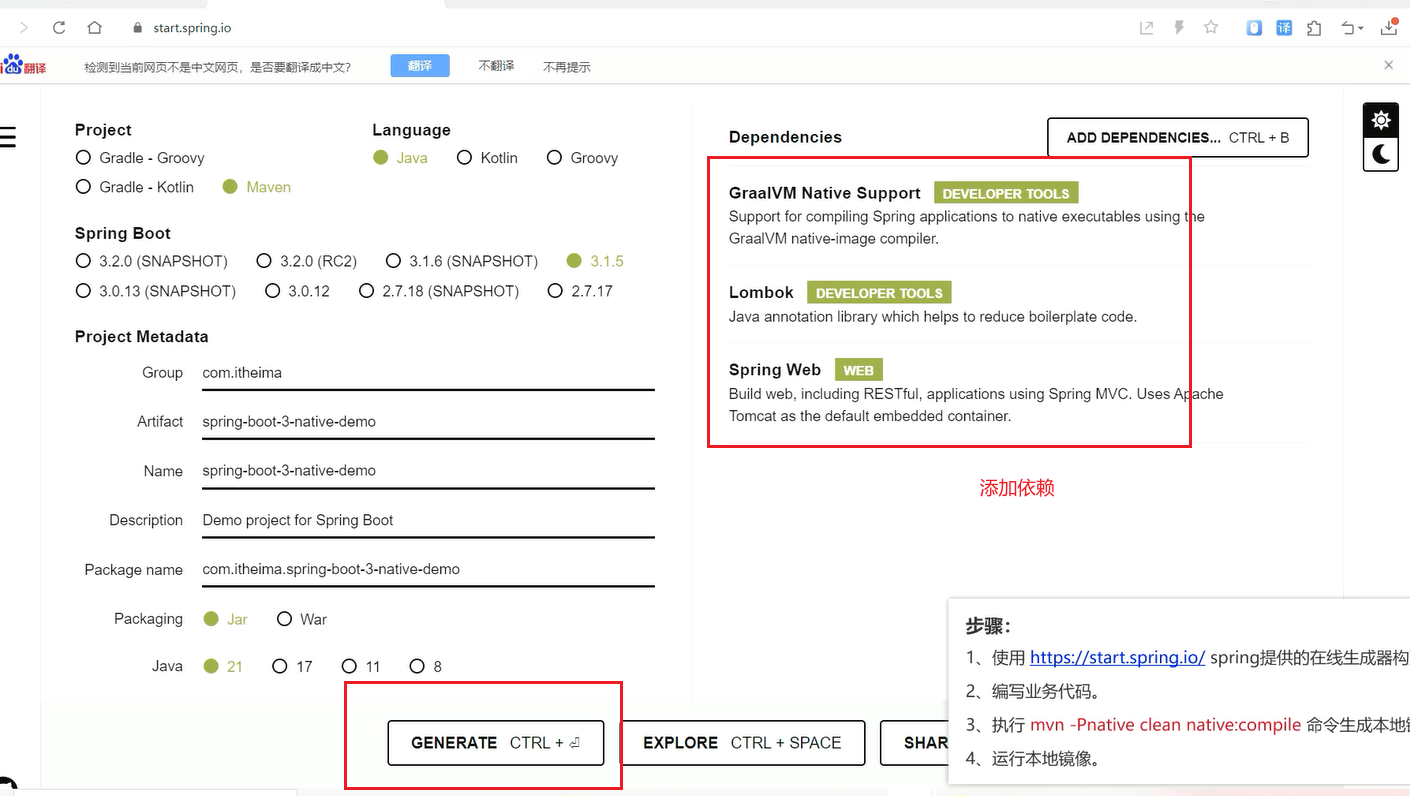 start.spring.io
译
du翻译 检测到当前网页不是中文网页，是否要翻译成中文？ 翻译 不翻译 不再提示
Project
Gradle - Groovy
Gradle - Kotlin Maven
Language
Java Kotlin Groovy
Spring Boot
3.2.0 (SNAPSHOT) 3.2.0 (RC2) 3.1.6 (SNAPSHOT) 3.1.5
3.0.13 (SNAPSHOT) 3.0.12 2.7.18 (SNAPSHOT) 2.7.17
Project Metadata
Group com.itheima
Artifact spring-boot-3-native-demo
Name spring-boot-3-native-demo
Description Demo project for Spring Boot
Package name com.itheima.spring-boot-3-native-demo
Packaging Jar War
Java 21 17 11 8
Dependencies ADD DEPENDENCIES... CTRL + B
GraalVM Native Support DEVELOPER TOOLS
Support for compiling Spring applications to native executables using the
GraalVM native-image compiler.
Lombok DEVELOPER TOOLS
Java annotation library which helps to reduce boilerplate code.
Spring Web WEB
Build web, including RESTful, applications using Spring MVC. Uses Apache
Tomcat as the default embedded container.
添加依赖
GENERATE CTRL + ⏎ EXPLORE CTRL + SPACE SHAR
步骤：
1、使用 https://start.spring.io/ spring提供的在线生成器构
2、编写业务代码。
3、执行 mvn -Pnative clean native:compile 命令生成本地
4、运行本地镜像。